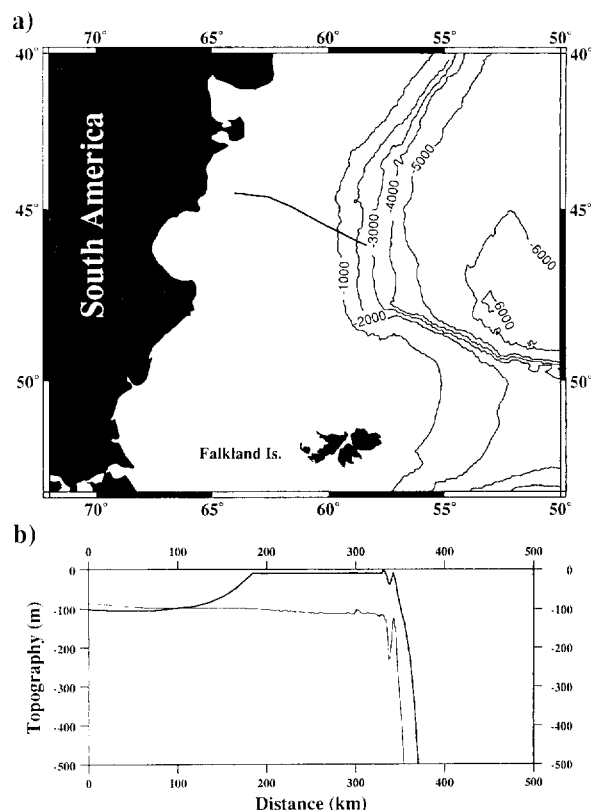 a)
70° 65° 60° 55° 50°
40° 40°
45° 45°
50° 50°
South America
-1000
-2000
-3000
-4000
-5000
-6000
-6000
Falkland Is.
70° 65° 60° 55° 50°
b)
0 100 200 300 400 500
0 0
-100 -100
-200 -200
-300 -300
-400 -400
-500 -500
Topography (m)
0 100 200 300 400 500
Distance (km)